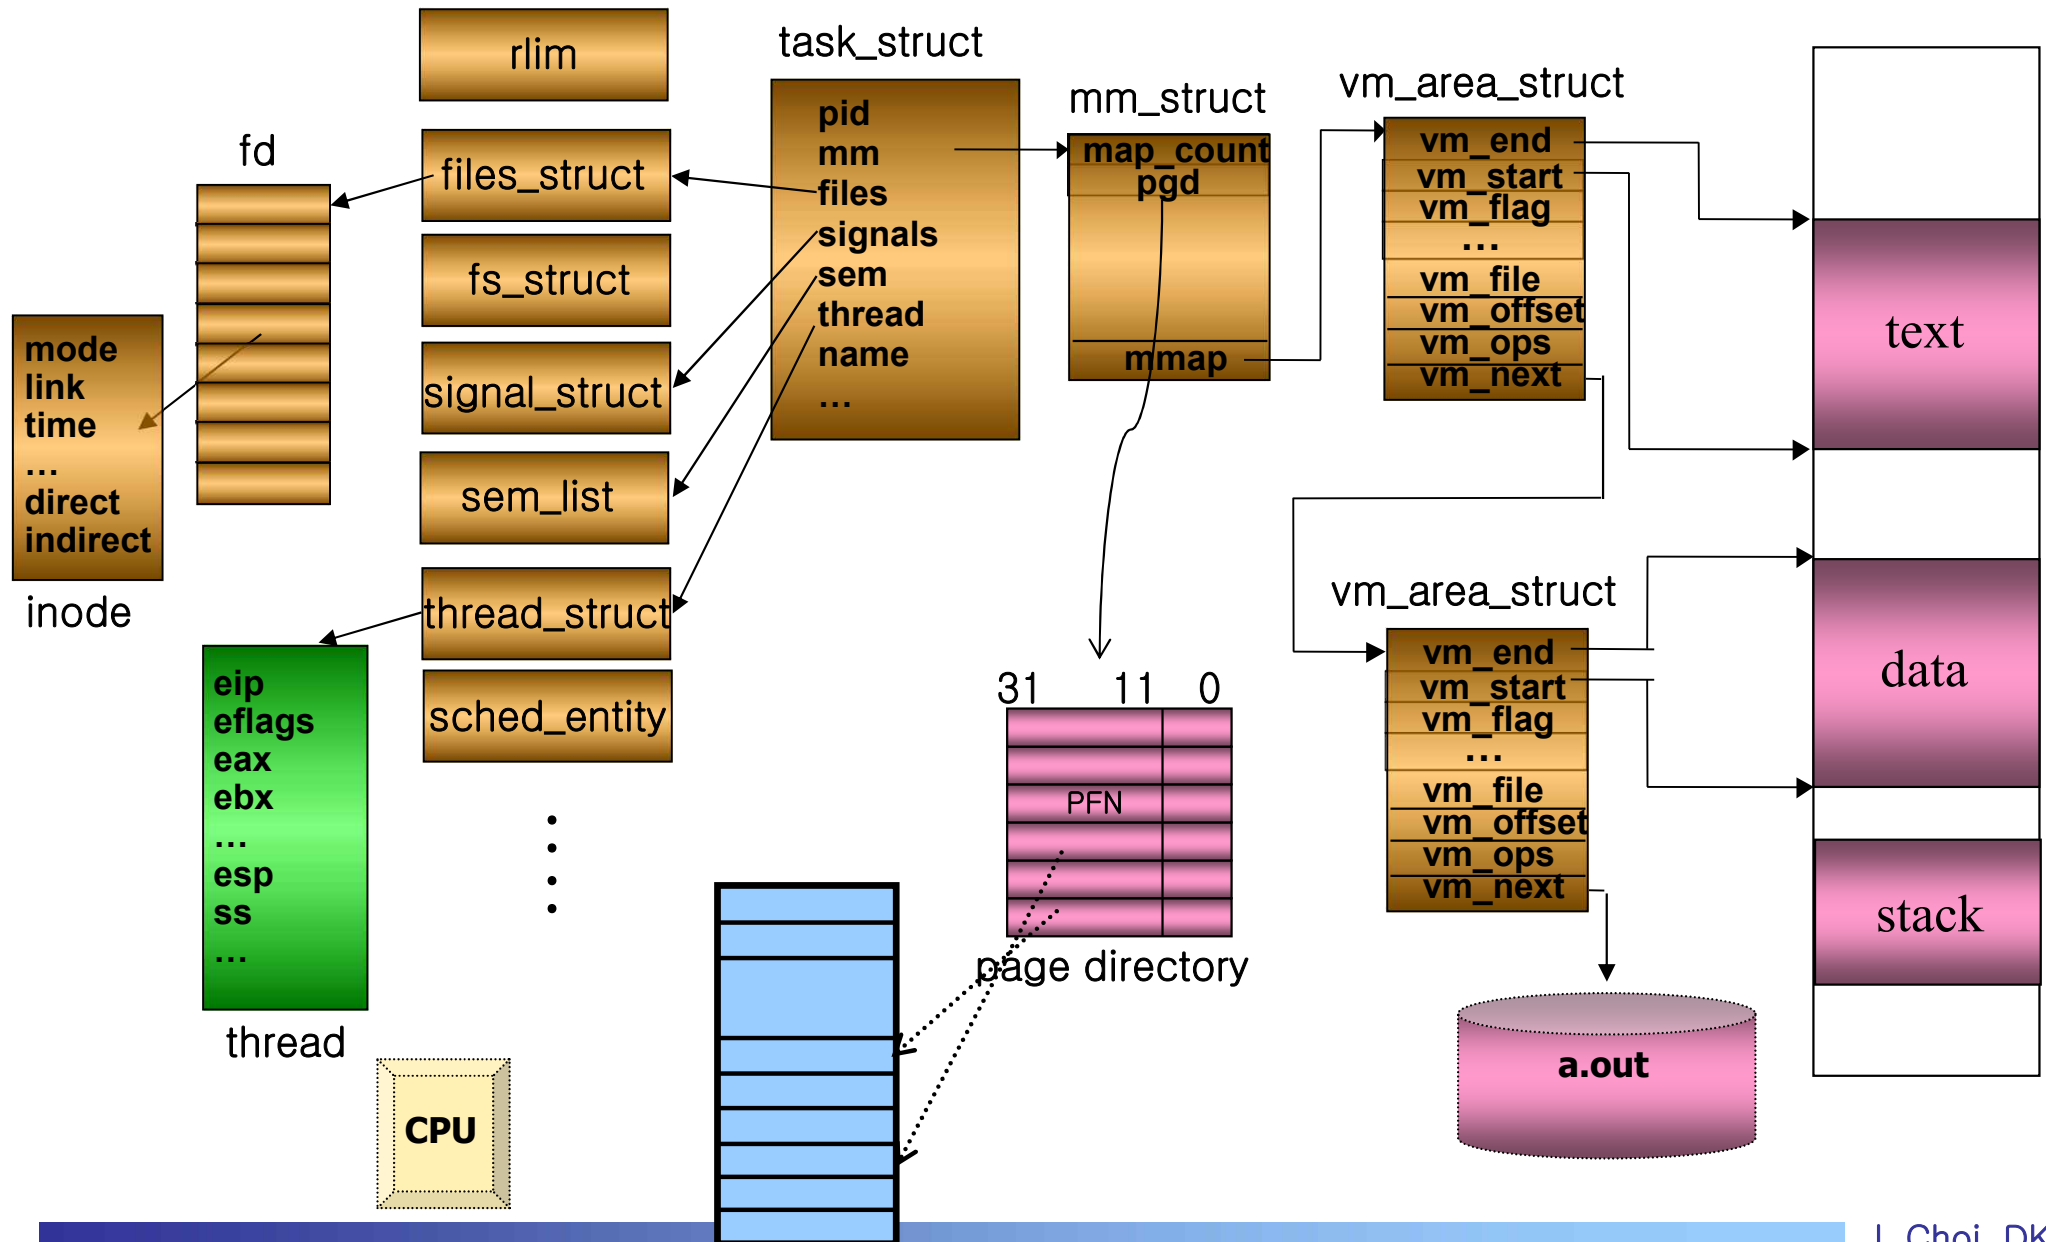 rlim
files_struct
fs_struct
signal_struct
sem_list
thread_struct
sched_entity
fd
mode
link
time
...
direct
indirect
inode
eip
eflags
eax
ebx
...
esp
ss
...
thread
CPU
task_struct
pid
mm
files
signals
sem
thread
name
...
mm_struct
map_count
pgd
mmap
31 11 0
PFN
page directory
vm_area_struct
vm_end
vm_start
vm_flag
...
vm_file
vm_offset
vm_ops
vm_next
vm_area_struct
vm_end
vm_start
vm_flag
...
vm_file
vm_offset
vm_ops
vm_next
a.out
text
data
stack
Choi DK